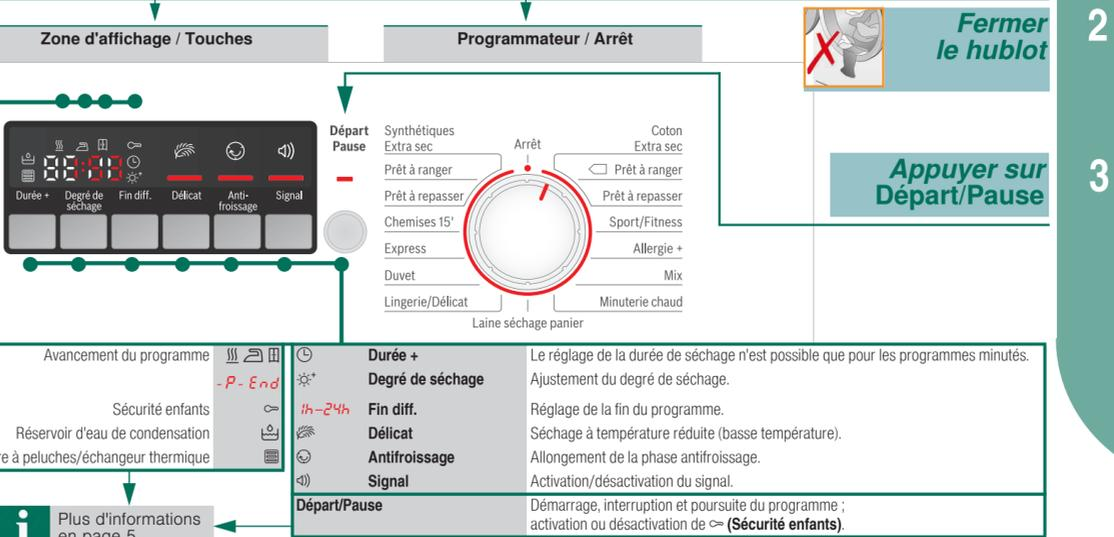 Zone d'affichage / Touches
Programmateur / Arrêt
Fermer
le hublot
2
3
Appuyer sur
Départ/Pause
Durée +
Degré de
séchage
Fin diff.
Délicat
Anti-
froissage
Signal
Départ
Pause
Synthétiques
Extra sec
Prêt à ranger
Prêt à repasser
Chemises 15'
Express
Duvet
Lingerie/Délicat
Arrêt
Coton
Extra sec
Prêt à ranger
Prêt à repasser
Sport/Fitness
Allergie +
Mix
Minuterie chaud
Laine séchage panier
Avancement du programme
-P-End
Sécurité enfants
Réservoir d'eau de condensation
re à peluches/échangeur thermique
Durée + Le réglage de la durée de séchage n'est possible que pour les programmes minutés.
Degré de séchage Ajustement du degré de séchage.
1h-24h Fin diff. Réglage de la fin du programme.
Délicat Séchage à température réduite (basse température).
Antifroissage Allongement de la phase antifroissage.
Signal Activation/désactivation du signal.
Départ/Pause Démarrage, interruption et poursuite du programme ;
activation ou désactivation de (Sécurité enfants).
i
Plus d'informations
en page 5